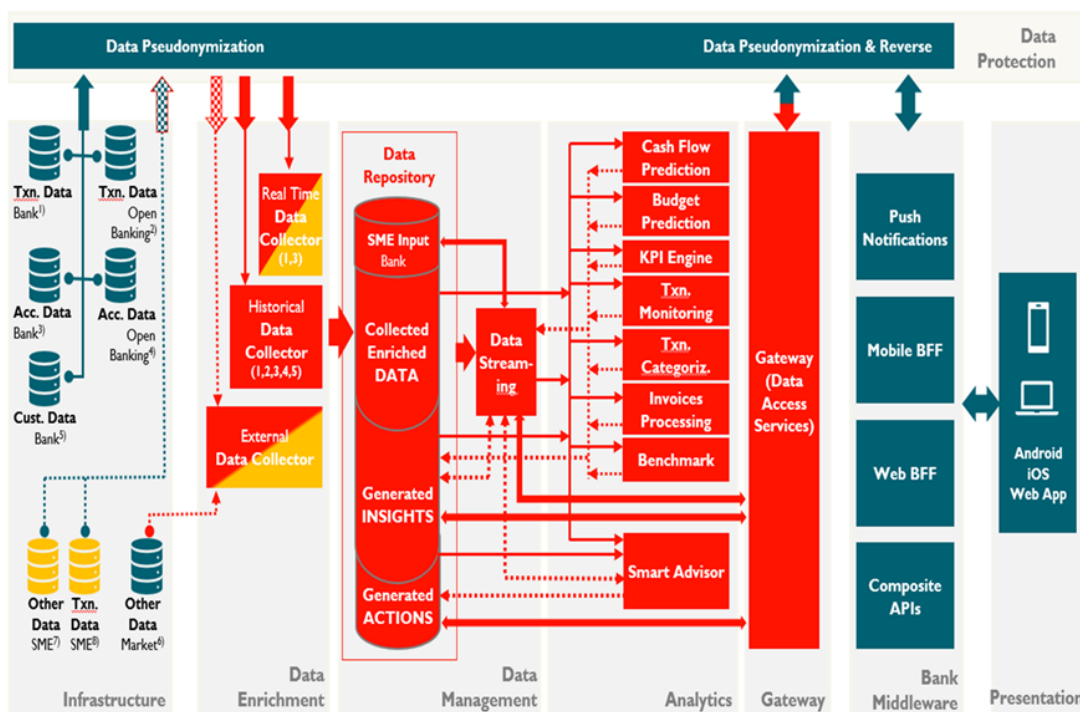 Data Pseudonymization
Data Pseudonymization & Reverse
Data
Protection
Txn. Data
Bank1)
Txn. Data
Open
Banking2)
Acc. Data
Bank3)
Acc. Data
Open
Banking4)
Cust. Data
Bank5)
Other
Data
SME7)
Txn.
Data
SME8)
Other
Data
Market6)
Infrastructure
Real Time
Data
Collector
(1,3)
Historical
Data
Collector
(1,2,3,4,5)
External
Data Collector
Data
Enrichment
Data
Repository
SME Input
Bank
Collected
Enriched
DATA
Generated
INSIGHTS
Generated
ACTIONS
Data
Stream-
ing
Data
Management
Cash Flow
Prediction
Budget
Prediction
KPI Engine
Txn.
Monitoring
Txn.
Categoriz.
Invoices
Processing
Benchmark
Smart Advisor
Analytics
Gateway
(Data
Access
Services)
Gateway
Push
Notifications
Mobile BFF
Web BFF
Composite
APIs
Bank
Middleware
Android
iOS
Web App
Presentation